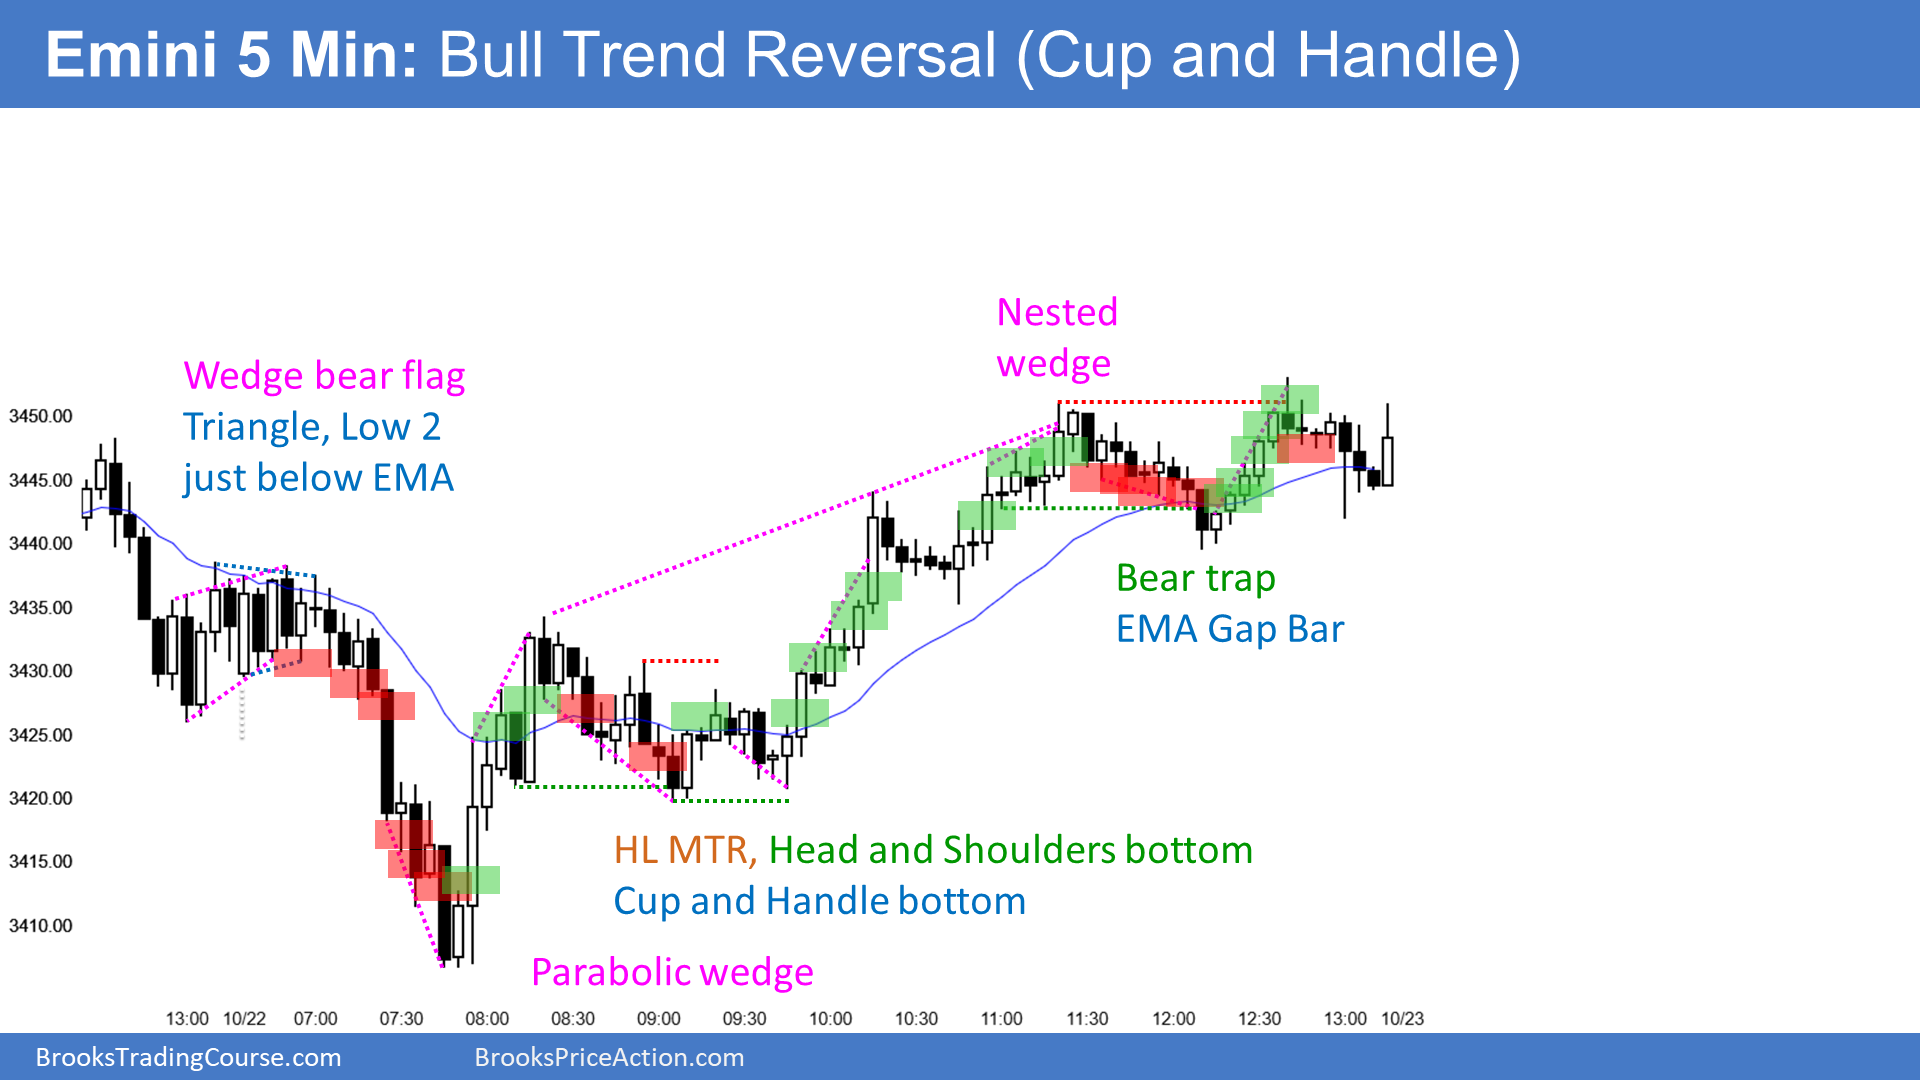 Emini 5 Min: Bull Trend Reversal (Cup and Handle)
Nested
wedge
Wedge bear flag
Triangle, Low 2
just below EMA
3450.00
3445.00
3440.00
3435.00
3430.00
3425.00
3420.00
3415.00
3410.00
Bear trap
EMA Gap Bar
HL MTR, Head and Shoulders bottom
Cup and Handle bottom
Parabolic wedge
13:00 10/22 07:00 07:30 08:00 08:30 09:00 09:30 10:00 10:30 11:00 11:30 12:00 12:30 13:00 10/23
BrooksTradingCourse.com BrooksPriceAction.com